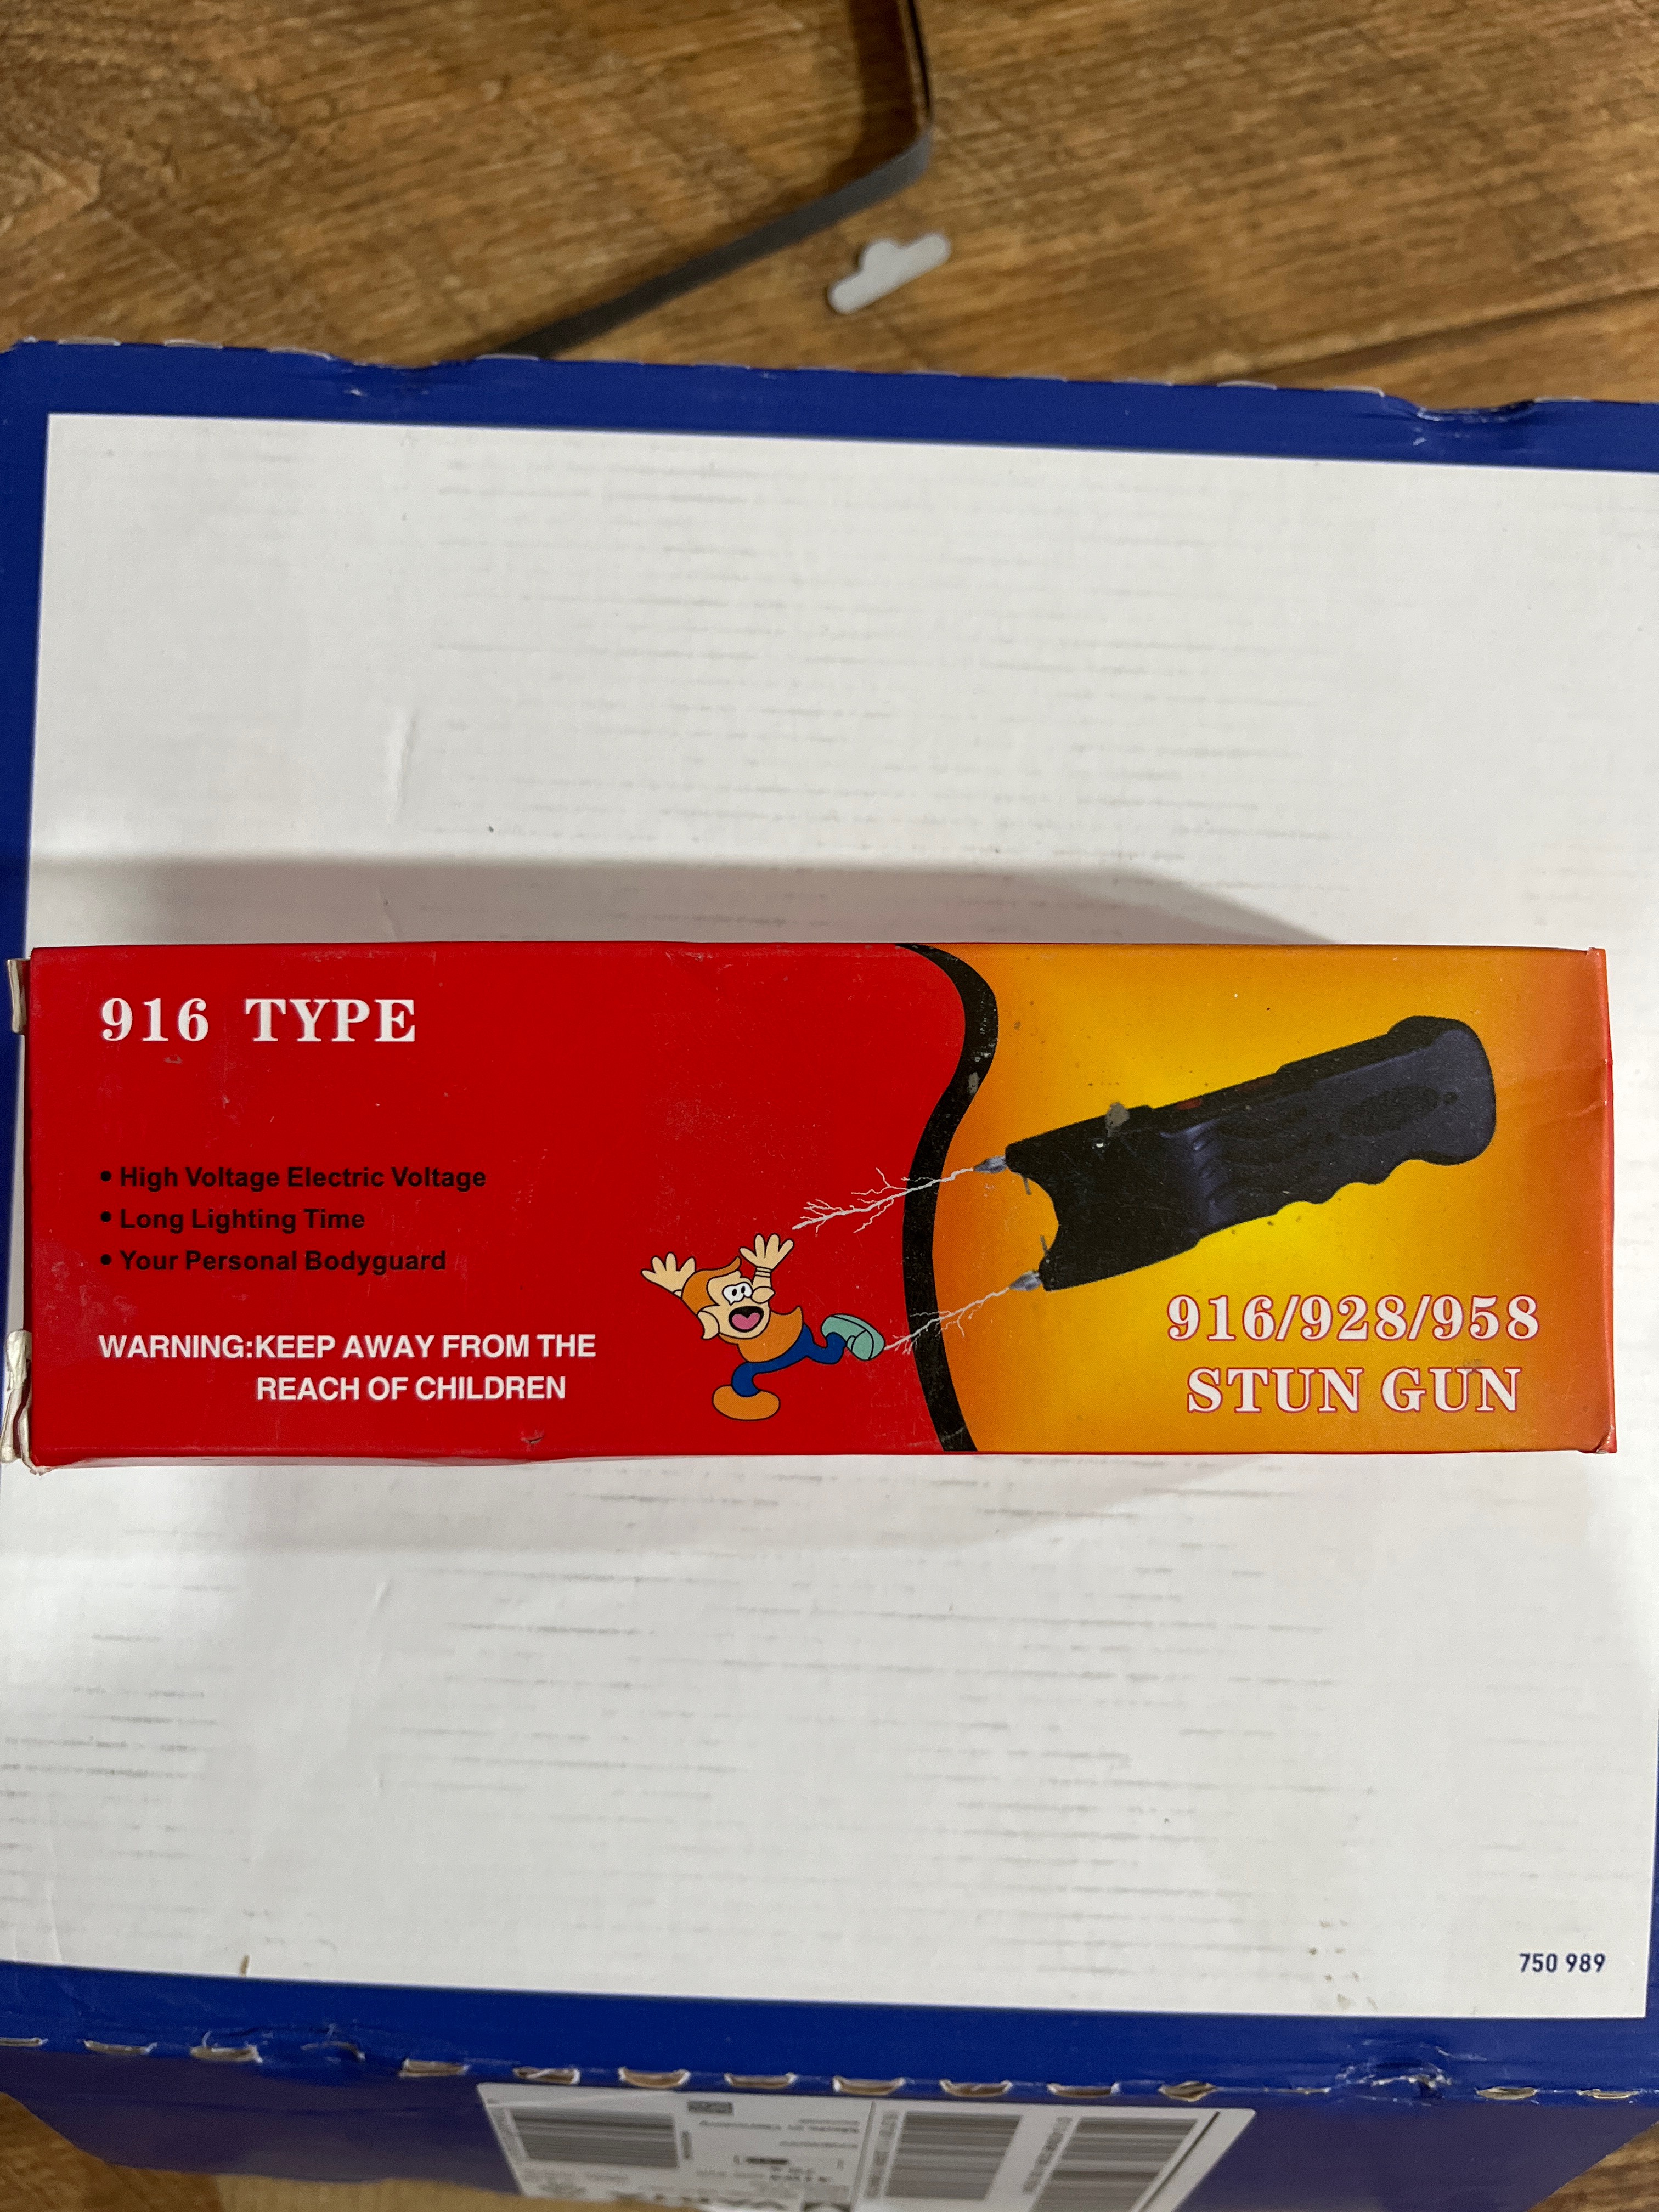 916 TYPE
• High Voltage Electric Voltage
• Long Lighting Time
• Your Personal Bodyguard
WARNING:KEEP AWAY FROM THE
REACH OF CHILDREN
916/928/958
STUN GUN
750 989